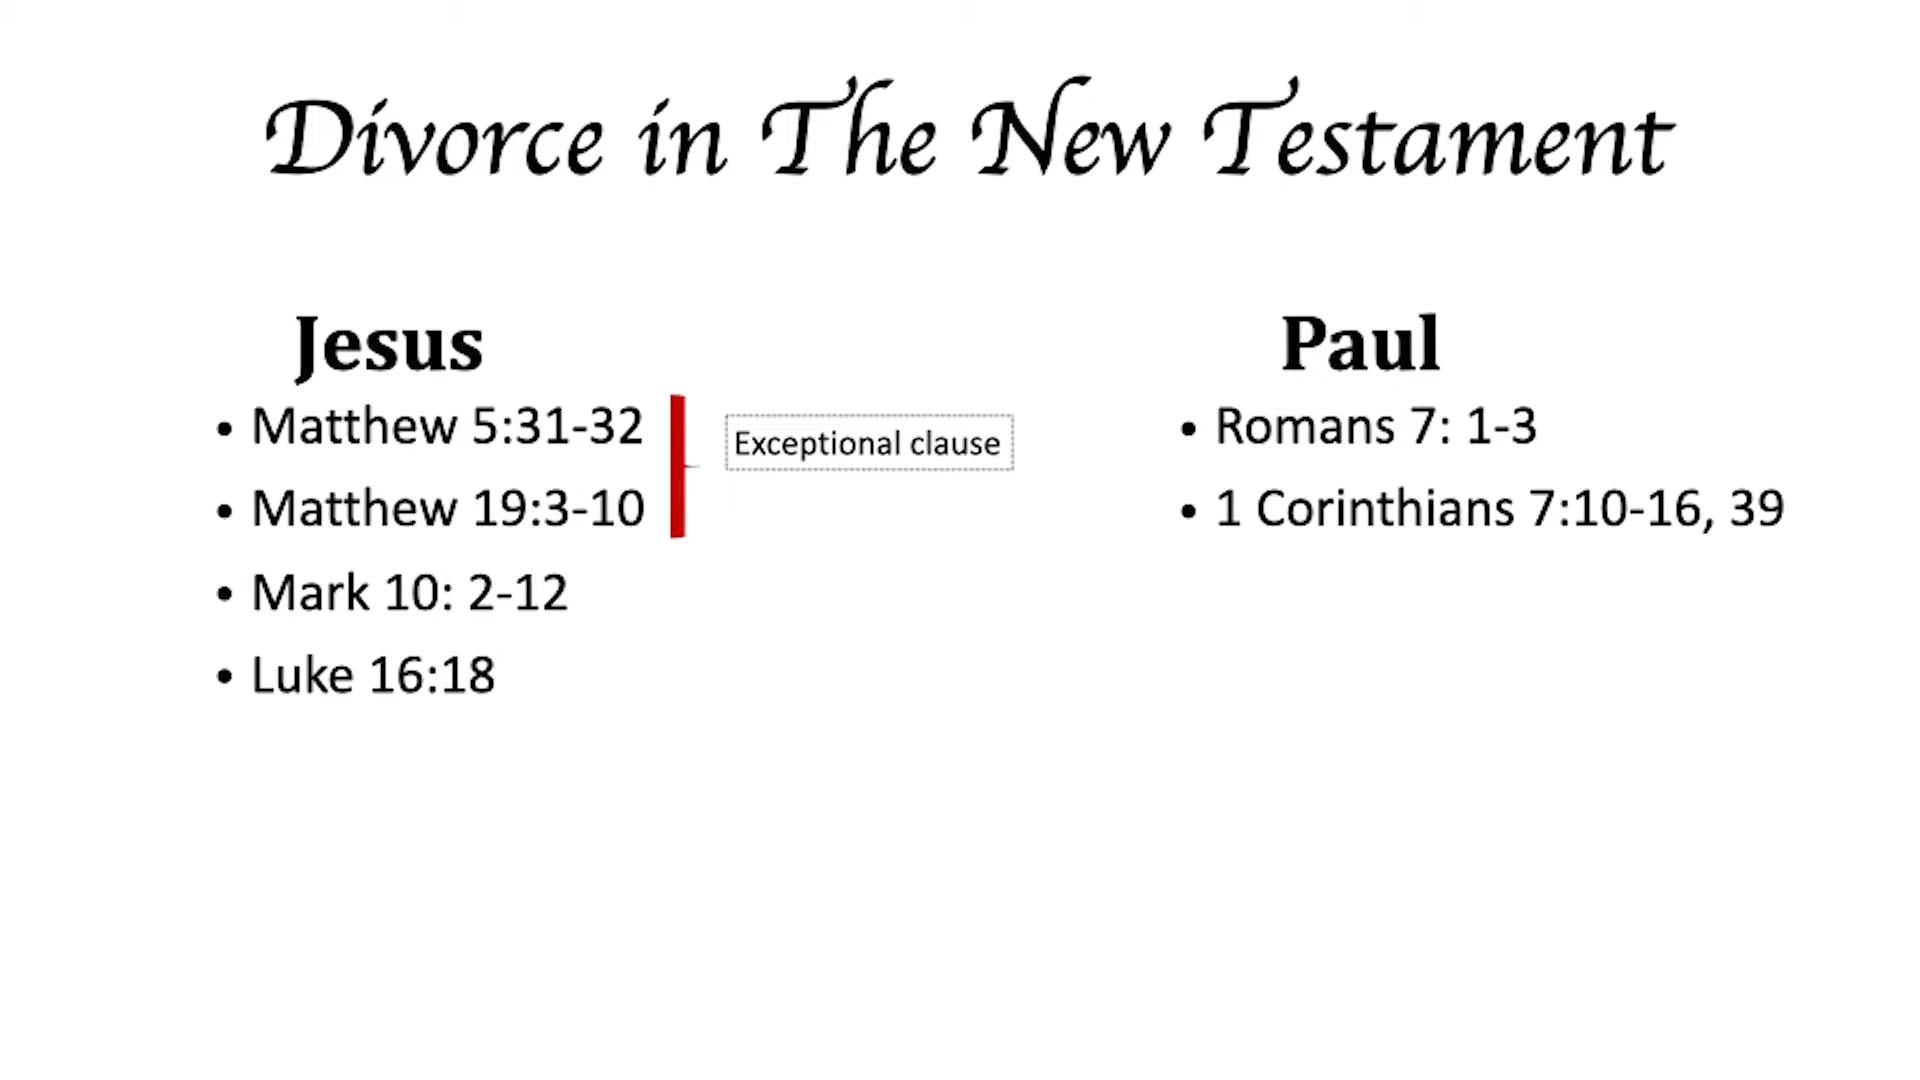 Divorce in The New Testament
Jesus
• Matthew 5:31-32
• Matthew 19:3-10
• Mark 10: 2-12
• Luke 16:18
Exceptional clause
Paul
• Romans 7: 1-3
• 1 Corinthians 7:10-16, 39